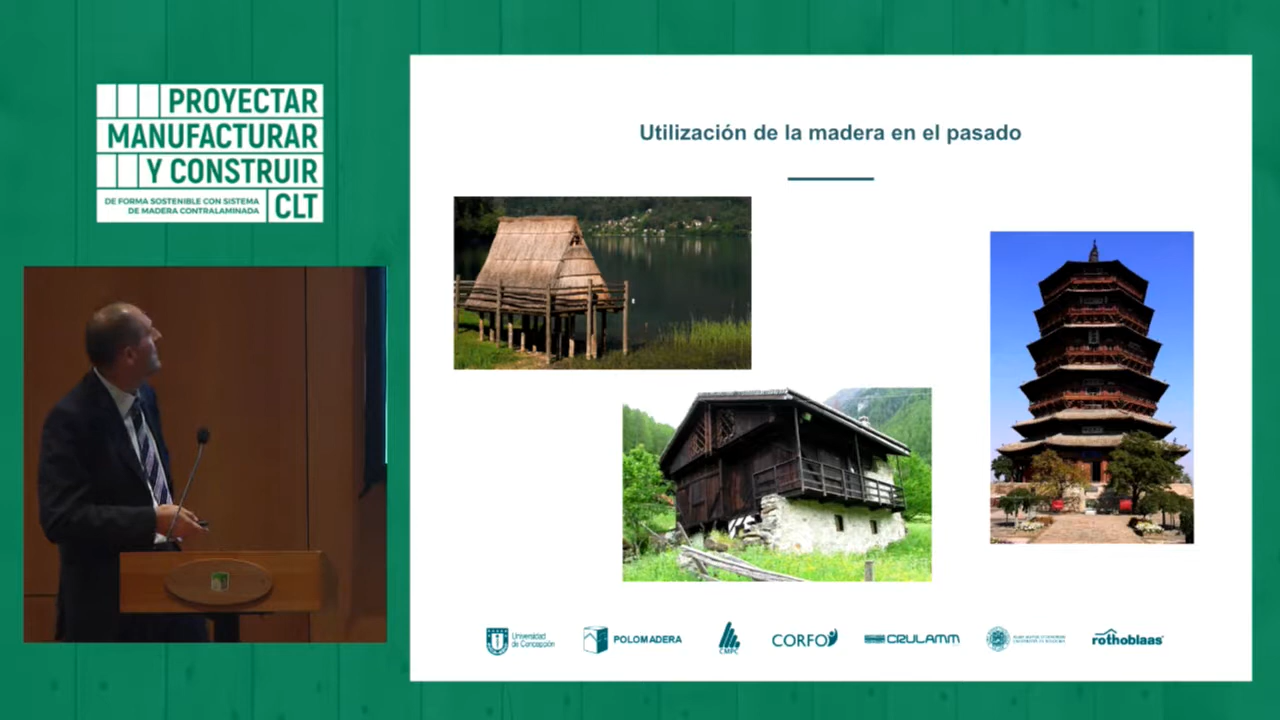 PROYECTAR
MANUFACTURAR
Y CONSTRUIR
DE FORMA SOSTENIBLE CON SISTEMA
DE MADERA CONTRALAMINADA
CLT
Utilización de la madera en el pasado
Universidad
de Concepción
POLOMADERA
CMPC
CORFO
CRULAMM
rothoblaas